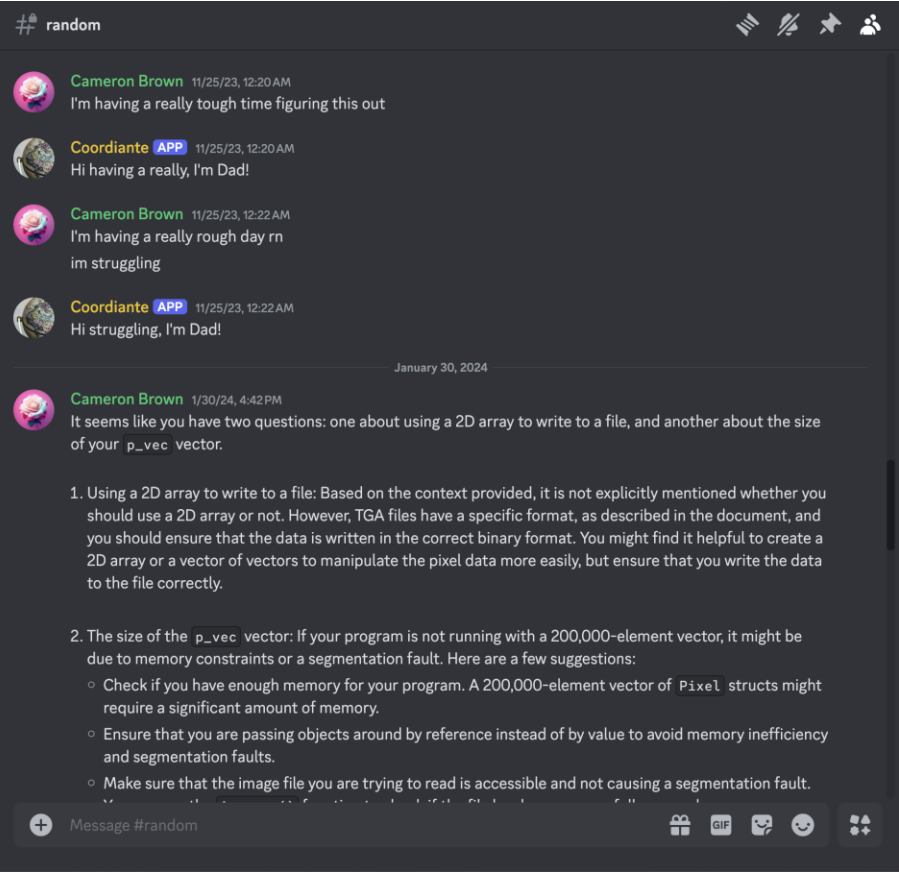 random
Cameron Brown 11/25/23, 12:20 AM
I'm having a really tough time figuring this out
Coordiante APP 11/25/23, 12:20 AM
Hi having a really, I'm Dad!
Cameron Brown 11/25/23, 12:22 AM
I'm having a really rough day rn
im struggling
Coordiante APP 11/25/23, 12:22 AM
Hi struggling, I'm Dad!
January 30, 2024
Cameron Brown 1/30/24, 4:42 PM
It seems like you have two questions: one about using a 2D array to write to a file, and another about the size
of your p_vec vector.
1. Using a 2D array to write to a file: Based on the context provided, it is not explicitly mentioned whether you
should use a 2D array or not. However, TGA files have a specific format, as described in the document, and
you should ensure that the data is written in the correct binary format. You might find it helpful to create a
2D array or a vector of vectors to manipulate the pixel data more easily, but ensure that you write the data
to the file correctly.
2. The size of the p_vec vector: If your program is not running with a 200,000-element vector, it might be
due to memory constraints or a segmentation fault. Here are a few suggestions:
Check if you have enough memory for your program. A 200,000-element vector of Pixel structs might
require a significant amount of memory.
Ensure that you are passing objects around by reference instead of by value to avoid memory inefficiency
and segmentation faults.
Make sure that the image file you are trying to read is accessible and not causing a segmentation fault.
Message #random
GIF